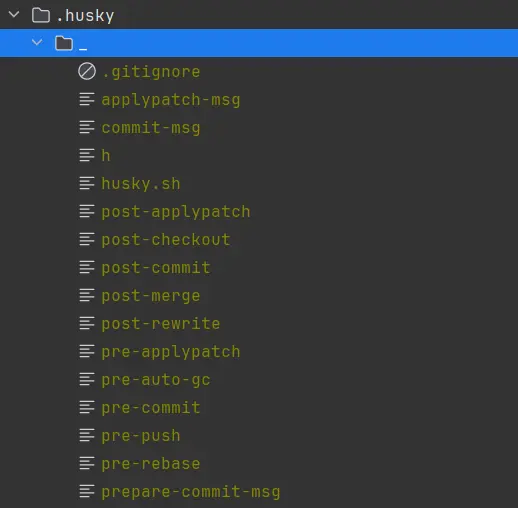 .husky
_
.gitignore
applypatch-msg
commit-msg
h
husky.sh
post-applypatch
post-checkout
post-commit
post-merge
post-rewrite
pre-applypatch
pre-auto-gc
pre-commit
pre-push
pre-rebase
prepare-commit-msg